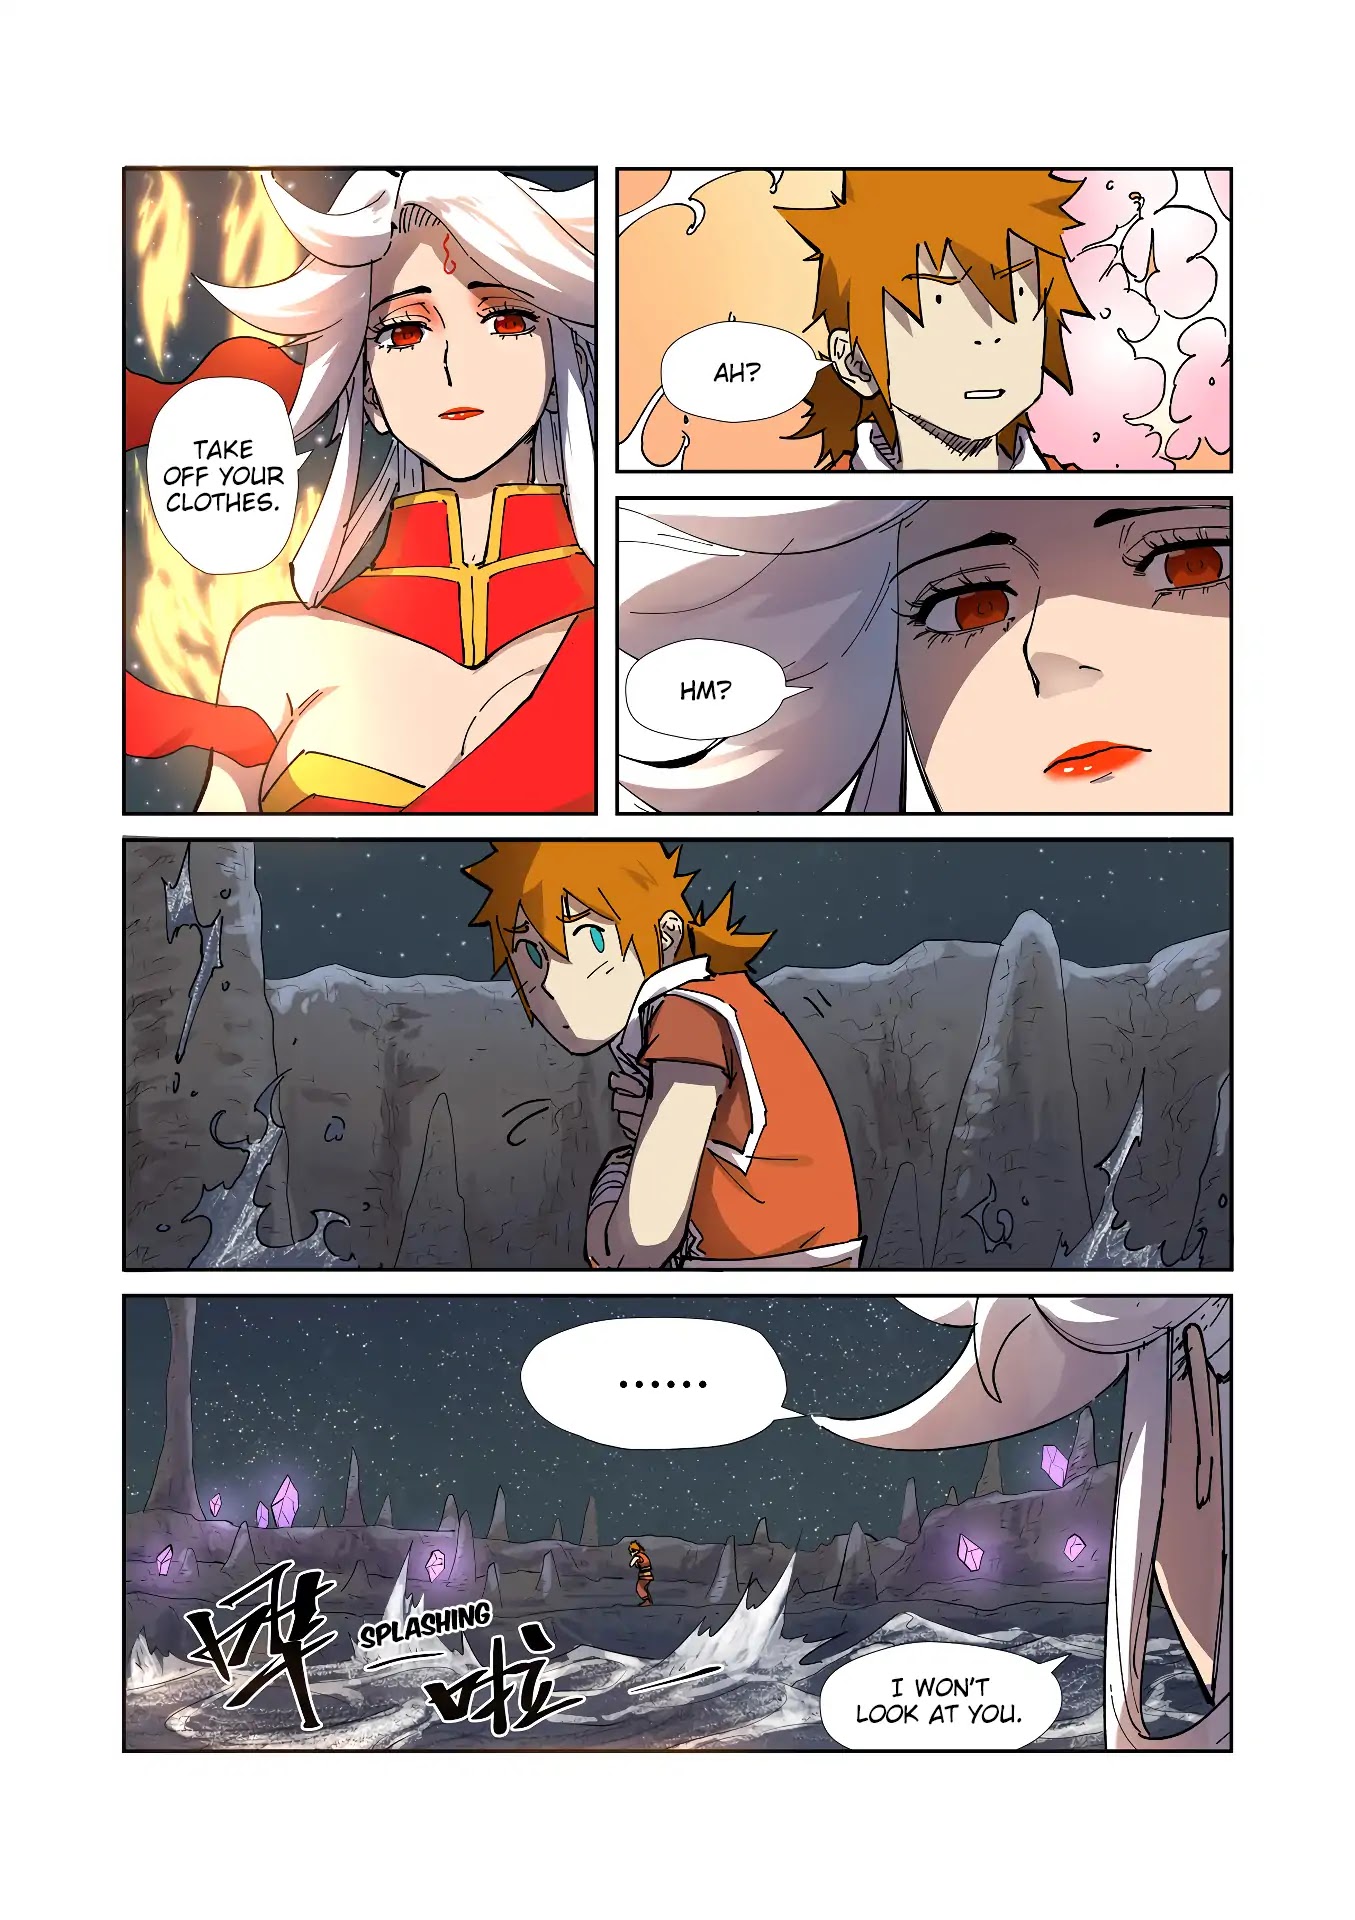 TAKE
OFF YOUR
CLOTHES.
AH?
HM?
......
哗
SPLASHING
啦
I WON'T
LOOK AT YOU.